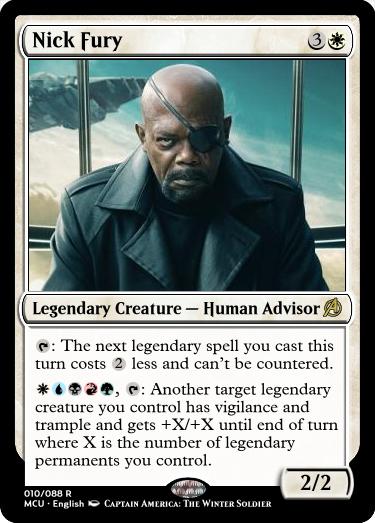 Nick Fury 3
Legendary Creature — Human Advisor
: The next legendary spell you cast
this turn costs 2 less and can't be countered.
, : Another target legendary
creature you control has vigilance and
trample and gets +X/+X until end of turn
where X is the number of legendary
permanents you control.
2/2
010/088 R
MCU • English Captain America: The Winter Soldier